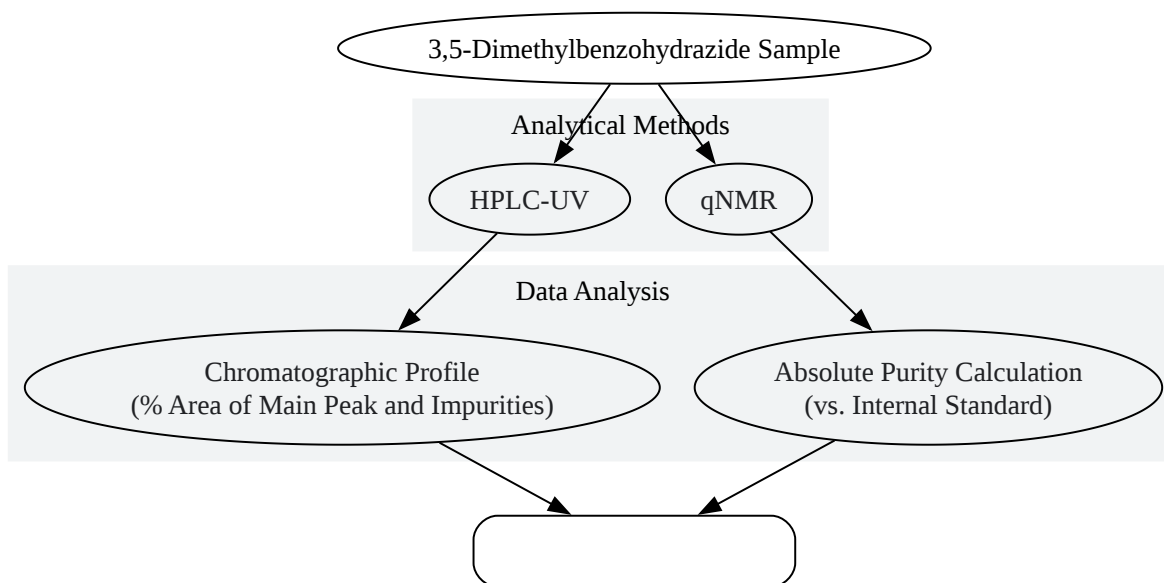 3,5-Dimethylbenzohydrazide Sample
Analytical Methods
HPLC-UV
qNMR
Data Analysis
Chromatographic Profile
(% Area of Main Peak and Impurities)
Absolute Purity Calculation
(vs. Internal Standard)